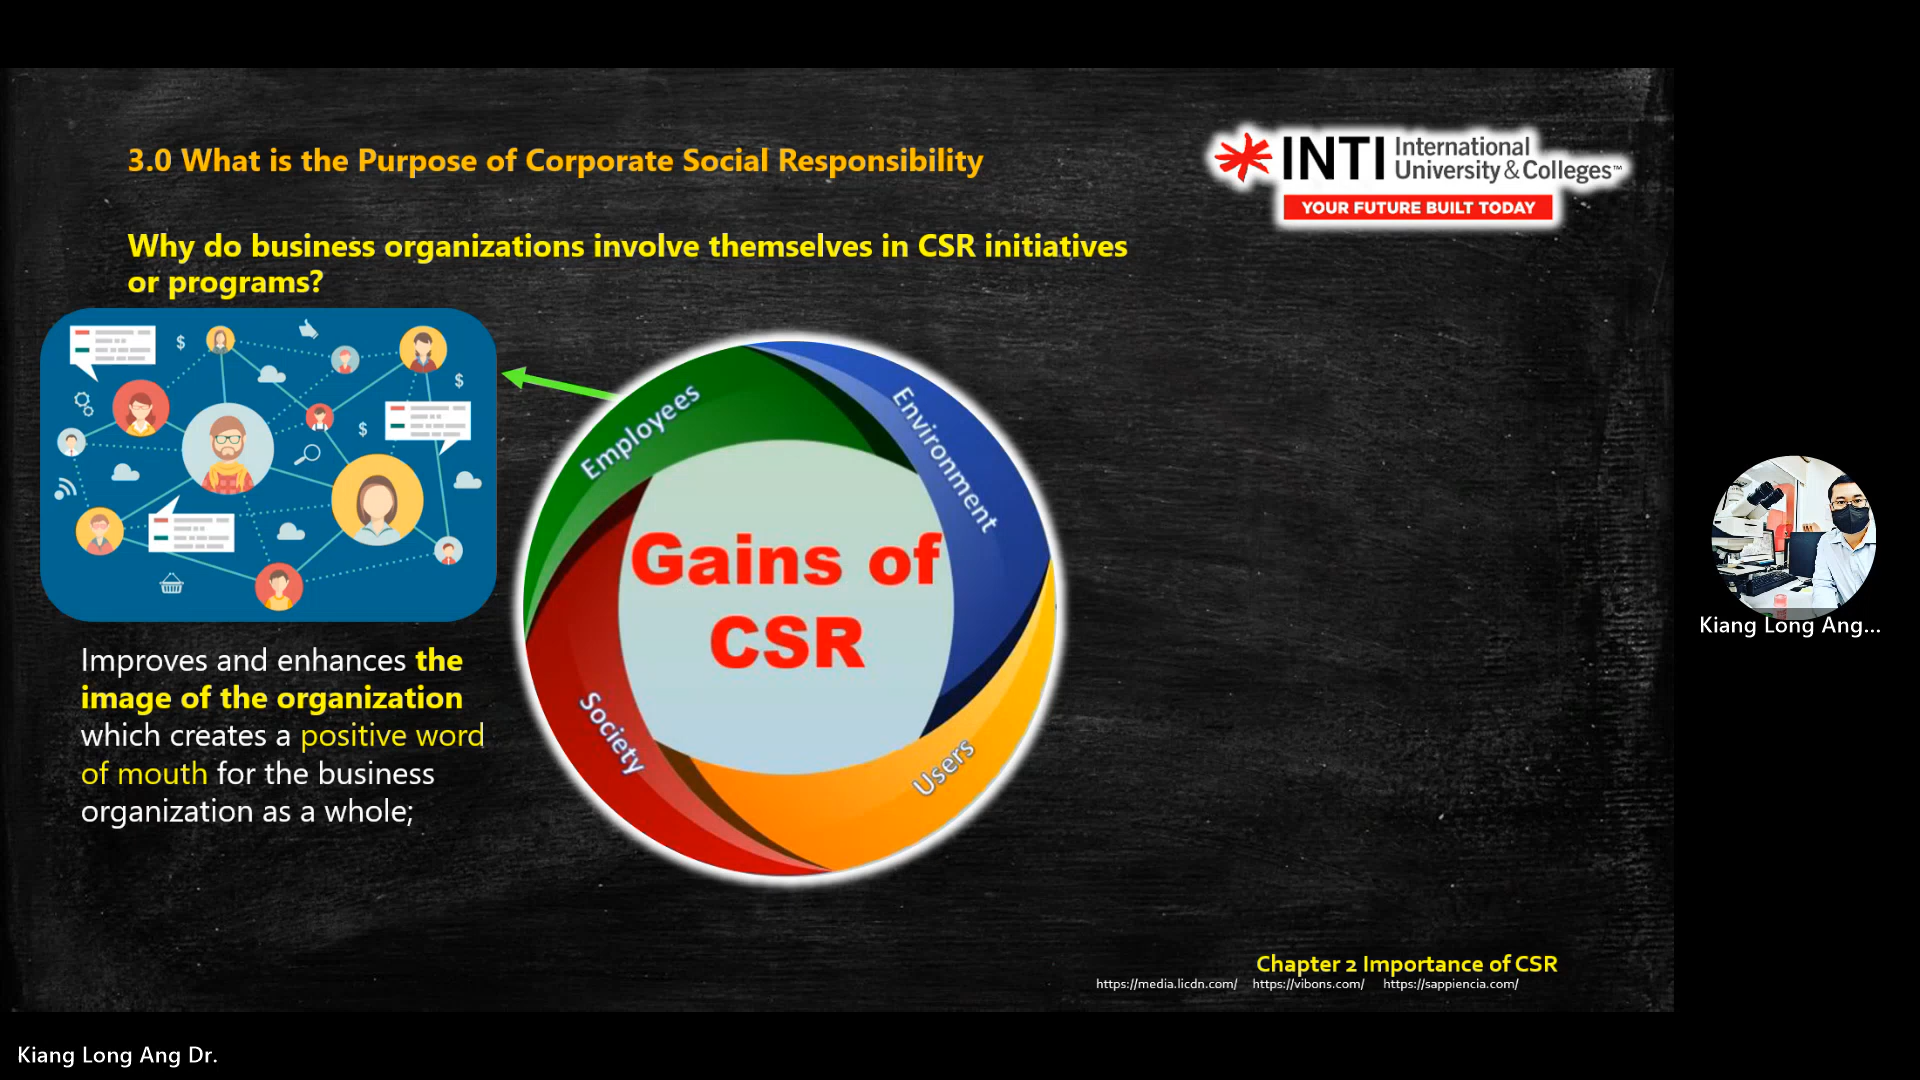 3.0 What is the Purpose of Corporate Social Responsibility
INTI International
University & Colleges™
YOUR FUTURE BUILT TODAY
Why do business organizations involve themselves in CSR initiatives
or programs?
Employees
Environment
Gains of
CSR
Society
Users
Improves and enhances the
image of the organization
which creates a positive word
of mouth for the business
organization as a whole;
Kiang Long Ang...
Chapter 2 Importance of CSR
https://media.licdn.com/ https://vibons.com/ https://sappiencia.com/
Kiang Long Ang Dr.